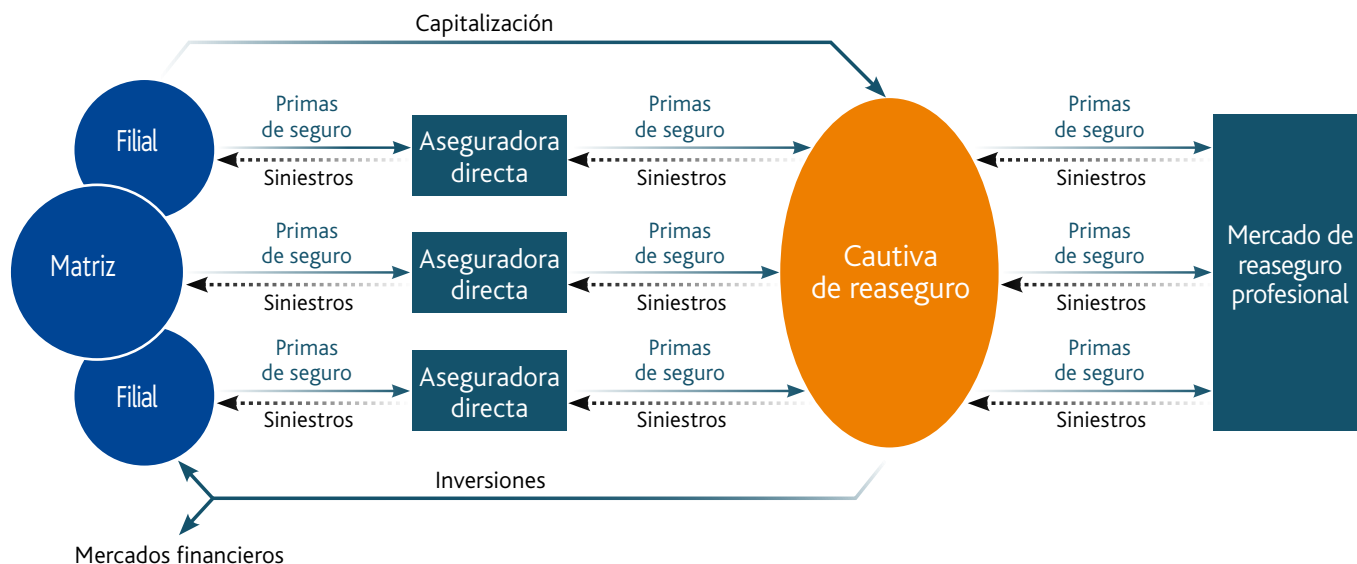 Capitalización
Filial
Primas
de seguro
Siniestros
Aseguradora
directa
Primas
de seguro
Siniestros
Primas
de seguro
Siniestros
Matriz
Primas
de seguro
Siniestros
Aseguradora
directa
Primas
de seguro
Siniestros
Cautiva
de reaseguro
Primas
de seguro
Siniestros
Mercado de
reaseguro
profesional
Filial
Primas
de seguro
Siniestros
Aseguradora
directa
Primas
de seguro
Siniestros
Primas
de seguro
Siniestros
Inversiones
Mercados financieros